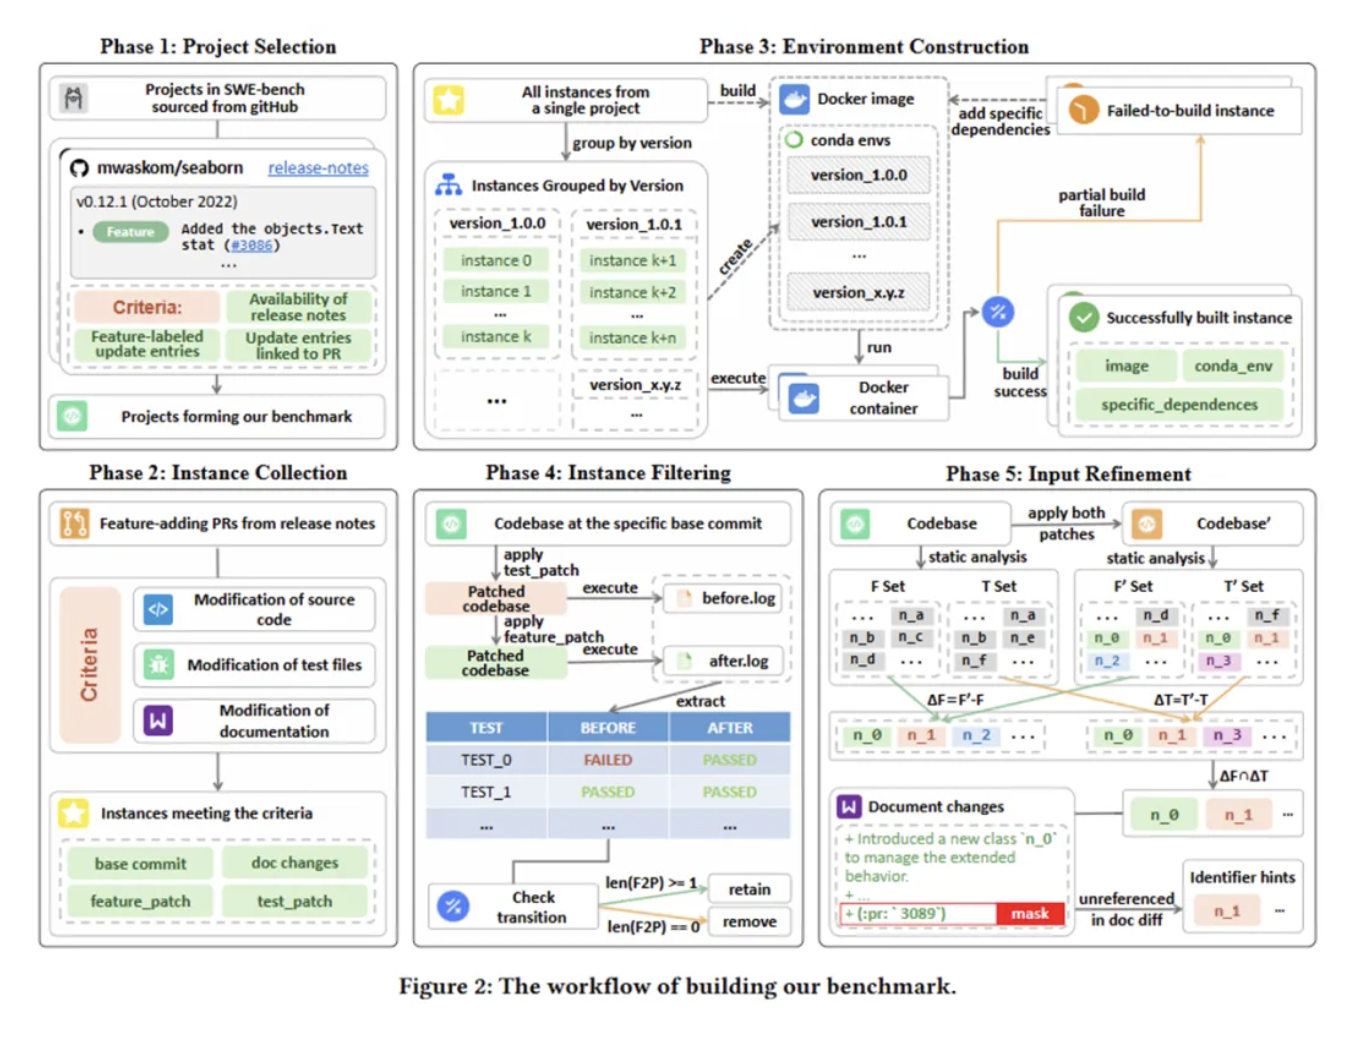 Phase 1: Project Selection
Projects in SWE-bench
sourced from gitHub
mwaskom/seaborn release-notes
v0.12.1 (October 2022)
• Feature Added the objects.Text
stat (#3086)
...
Criteria:
Availability of
release notes
Feature-labeled
update entries
Update entries
linked to PR
Projects forming our benchmark
Phase 3: Environment Construction
All instances from
a single project
build
group by version
Instances Grouped by Version
version_1.0.0
instance 0
instance 1
...
instance k
...
version_1.0.1
instance k+1
instance k+2
...
instance k+n
version_x.y.z
...
create
execute
Docker image
conda envs
version_1.0.0
version_1.0.1
...
version_x.y.z
run
Docker
container
add specific
dependencies
Failed-to-build instance
partial build
failure
build
success
Successfully built instance
image
conda_env
specific_dependences
Phase 2: Instance Collection
Feature-adding PRs from release notes
Criteria
Modification of source
code
Modification of test files
Modification of
documentation
Instances meeting the criteria
base commit
doc changes
feature_patch
test_patch
Phase 4: Instance Filtering
Codebase at the specific base commit
apply
test_patch
Patched
codebase
execute
before.log
apply
feature_patch
Patched
codebase
execute
after.log
extract
TEST BEFORE AFTER
TEST_0 FAILED PASSED
TEST_1 PASSED PASSED
... ... ...
Check
transition
len(F2P) >= 1
retain
len(F2P) == 0
remove
Phase 5: Input Refinement
Codebase
apply both
patches
Codebase′
static analysis
static analysis
F Set
... n_a
n_b n_c
n_d ...
T Set
... n_a
n_b n_e
n_f ...
F′ Set
... n_d
n_0 n_1
n_2 ...
T′ Set
... n_f
n_0 n_1
n_3 ...
ΔF=F′-F
ΔT=T′-T
n_0 n_1 n_2 ...
n_0 n_1 n_3 ...
ΔF∩ΔT
n_0 n_1 ...
Document changes
+ Introduced a new class `n_0`
to manage the extended
behavior.
+ ...
+ (:pr: ` 3089`) mask
unreferenced
in doc diff
Identifier hints
n_1 ...
Figure 2: The workflow of building our benchmark.